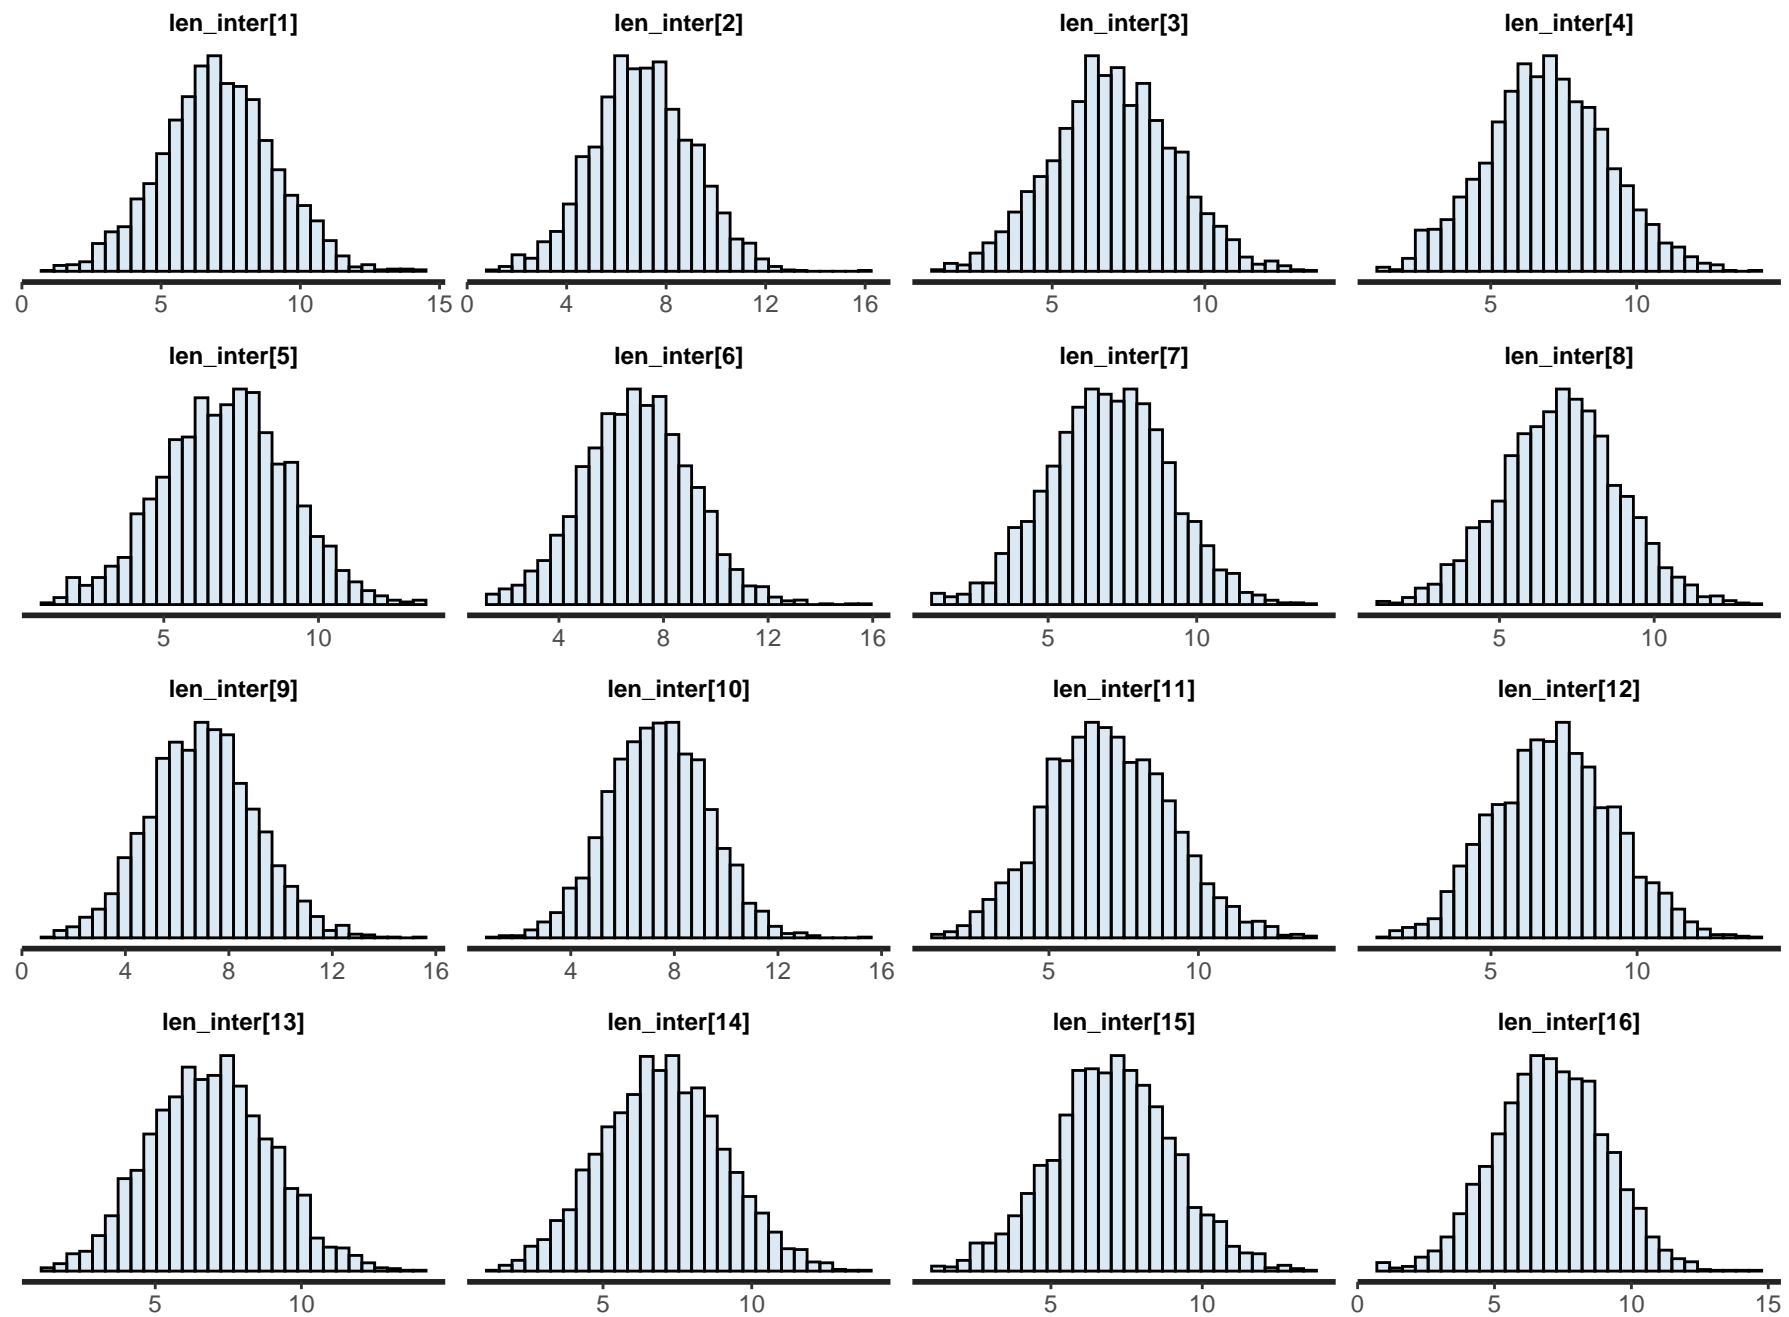 len_inter[1] len_inter[2] len_inter[3] len_inter[4]
0 5 10 15 0 4 8 12 16 5 10 5 10
len_inter[5] len_inter[6] len_inter[7] len_inter[8]
5 10 4 8 12 16 5 10 5 10
len_inter[9] len_inter[10] len_inter[11] len_inter[12]
0 4 8 12 16 4 8 12 16 5 10 5 10
len_inter[13] len_inter[14] len_inter[15] len_inter[16]
5 10 5 10 5 10 0 5 10 15